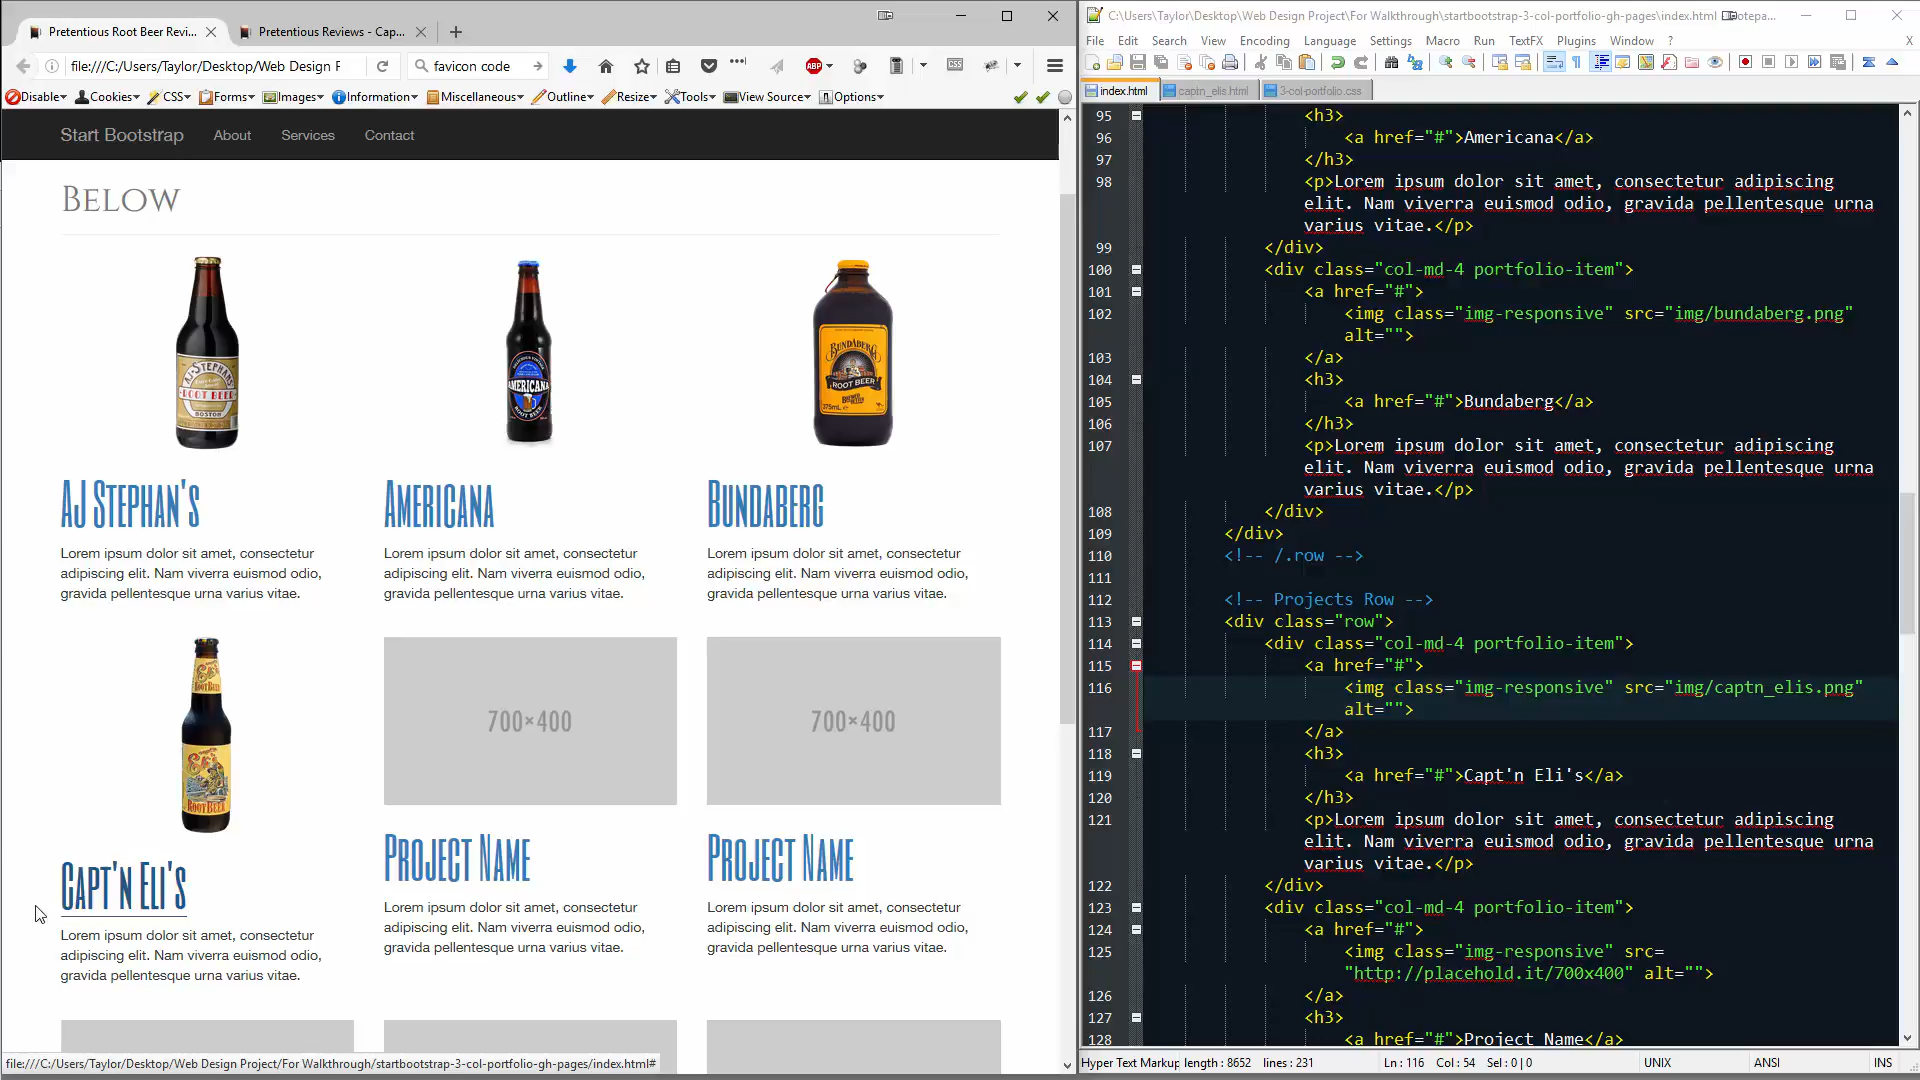 Pretentious Root Beer Revi...
Pretentious Reviews - Cap...
file:///C:/Users/Taylor/Desktop/Web Design P
favicon code
ABP
CSS
Disable
Cookies
CSS
Forms
Images
Information
Miscellaneous
Outline
Resize
Tools
View Source
Options
Start Bootstrap
About
Services
Contact
Below
AJ Stephan's
Americana
Bundaberg
Lorem ipsum dolor sit amet, consectetur
adipiscing elit. Nam viverra euismod odio,
gravida pellentesque urna varius vitae.
Lorem ipsum dolor sit amet, consectetur
adipiscing elit. Nam viverra euismod odio,
gravida pellentesque urna varius vitae.
Lorem ipsum dolor sit amet, consectetur
adipiscing elit. Nam viverra euismod odio,
gravida pellentesque urna varius vitae.
700×400
700×400
Capt'n Eli's
Project Name
Project Name
Lorem ipsum dolor sit amet, consectetur
adipiscing elit. Nam viverra euismod odio,
gravida pellentesque urna varius vitae.
Lorem ipsum dolor sit amet, consectetur
adipiscing elit. Nam viverra euismod odio,
gravida pellentesque urna varius vitae.
Lorem ipsum dolor sit amet, consectetur
adipiscing elit. Nam viverra euismod odio,
gravida pellentesque urna varius vitae.
file:///C:/Users/Taylor/Desktop/Web Design Project/For Walkthrough/startbootstrap-3-col-portfolio-gh-pages/index.html#
C:\Users\Taylor\Desktop\Web Design Project\For Walkthrough\startbootstrap-3-col-portfolio-gh-pages\index.html
File Edit Search View Encoding Language Settings Macro Run TextFX Plugins Window ? X
index.html
captn_elis.html
3-col-portfolio.css
95 <h3>
96 <a href="#">Americana</a>
97 </h3>
98 <p>Lorem ipsum dolor sit amet, consectetur adipiscing
elit. Nam viverra euismod odio, gravida pellentesque urna
varius vitae.</p>
99 </div>
100 <div class="col-md-4 portfolio-item">
101 <a href="#">
102 <img class="img-responsive" src="img/bundaberg.png"
alt="">
103 </a>
104 <h3>
105 <a href="#">Bundaberg</a>
106 </h3>
107 <p>Lorem ipsum dolor sit amet, consectetur adipiscing
elit. Nam viverra euismod odio, gravida pellentesque urna
varius vitae.</p>
108 </div>
109 </div>
110 <!-- /.row -->
111
112 <!-- Projects Row -->
113 <div class="row">
114 <div class="col-md-4 portfolio-item">
115 <a href="#">
116 <img class="img-responsive" src="img/captn_elis.png"
alt="">
117 </a>
118 <h3>
119 <a href="#">Capt'n Eli's</a>
120 </h3>
121 <p>Lorem ipsum dolor sit amet, consectetur adipiscing
elit. Nam viverra euismod odio, gravida pellentesque urna
varius vitae.</p>
122 </div>
123 <div class="col-md-4 portfolio-item">
124 <a href="#">
125 <img class="img-responsive" src=
"http://placehold.it/700x400" alt="">
126 </a>
127 <h3>
128 <a href="#">Project Name</a>
Hyper Text Markup length : 8652 lines : 231 Ln : 116 Col : 54 Sel : 0 | 0 UNIX ANSI INS